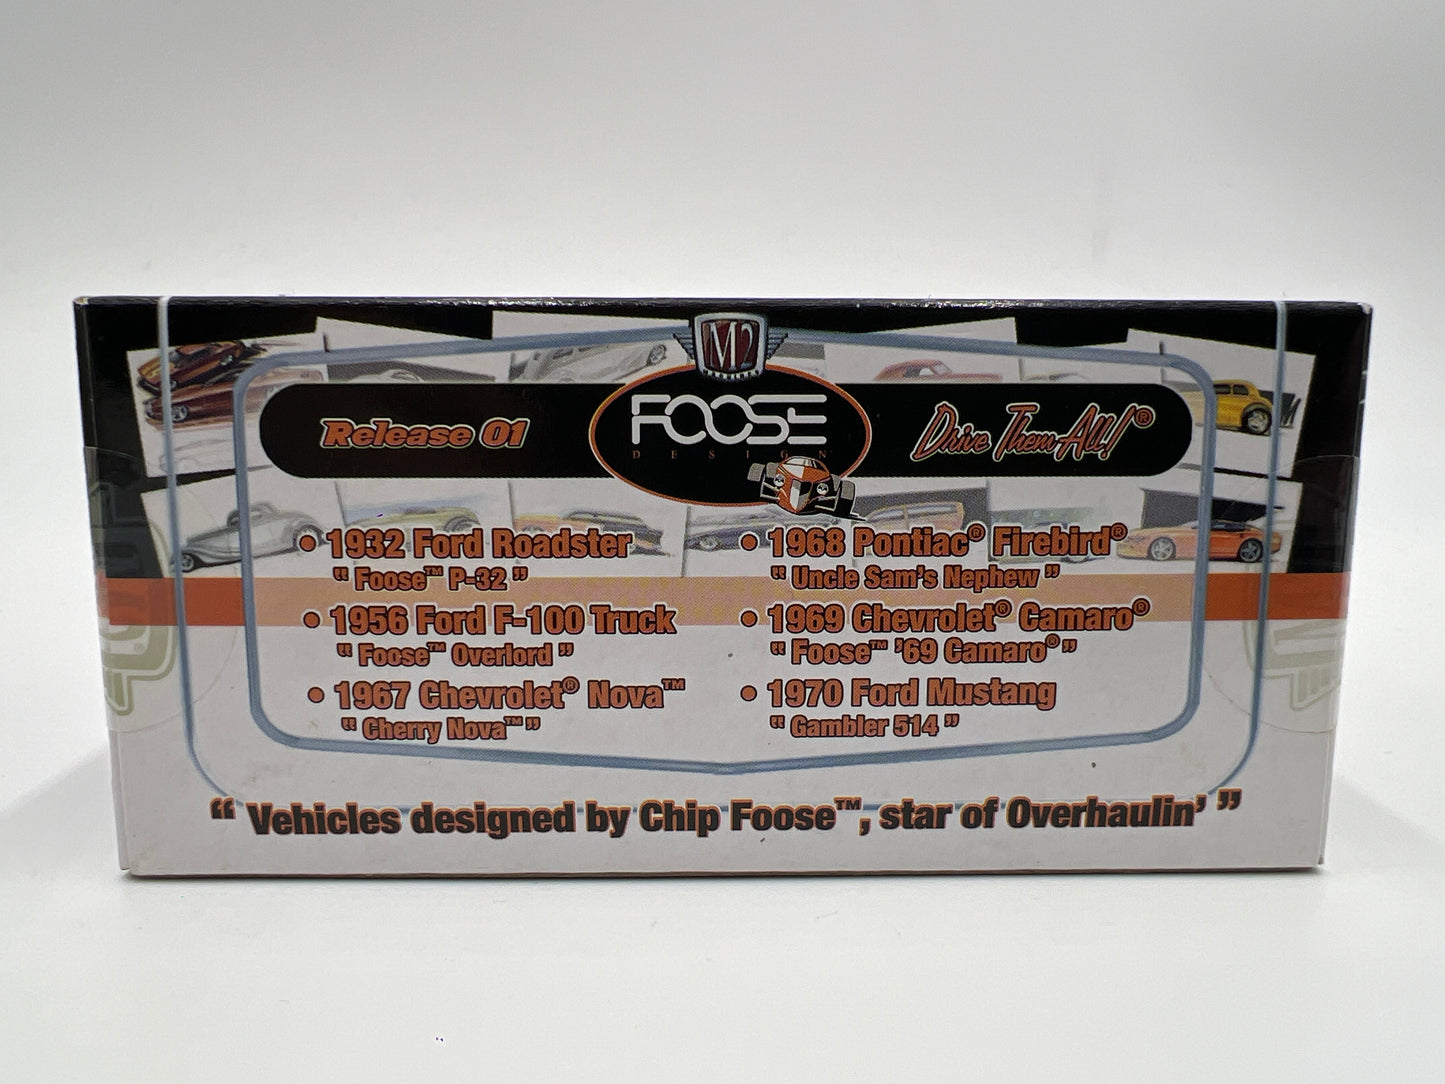 M2
MACHINES
Release 01
FOOSE
DESIGN
Drive Them All!®
• 1932 Ford Roadster
" Foose™ P-32 "
• 1956 Ford F-100 Truck
" Foose™ Overlord "
• 1967 Chevrolet® Nova™
" Cherry Nova™ "
• 1968 Pontiac® Firebird®
" Uncle Sam's Nephew "
• 1969 Chevrolet® Camaro®
" Foose™ '69 Camaro® "
• 1970 Ford Mustang
" Gambler 514 "
" Vehicles designed by Chip Foose™, star of Overhaulin' "